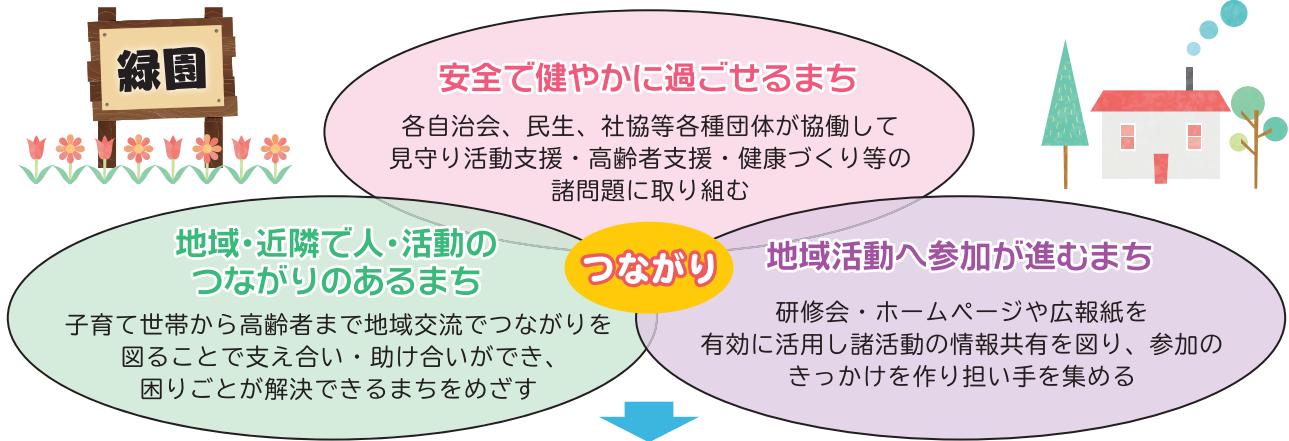 緑園
安全で健やかに過ごせるまち
各自治会、民生、社協等各種団体が協働して
見守り活動支援・高齢者支援・健康づくり等の
諸問題に取り組む
地域・近隣で人・活動の
つながりのあるまち
子育て世帯から高齢者まで地域交流でつながりを
図ることで支え合い・助け合いができ、
困りごとが解決できるまちをめざす
つながり
地域活動へ参加が進むまち
研修会・ホームページや広報紙を
有効に活用し諸活動の情報共有を図り、参加の
きっかけを作り担い手を集める